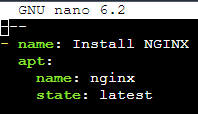 GNU nano 6.2
---
- name: Install NGINX
  apt:
    name: nginx
    state: latest